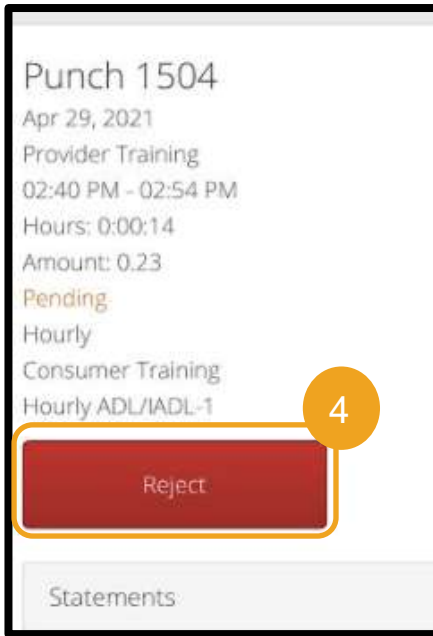 Punch 1504
Apr 29, 2021
Provider Training
02:40 PM - 02:54 PM
Hours: 0:00:14
Amount: 0.23
Pending
Hourly
Consumer Training
Hourly ADL/IADL-1
4
Reject
Statements